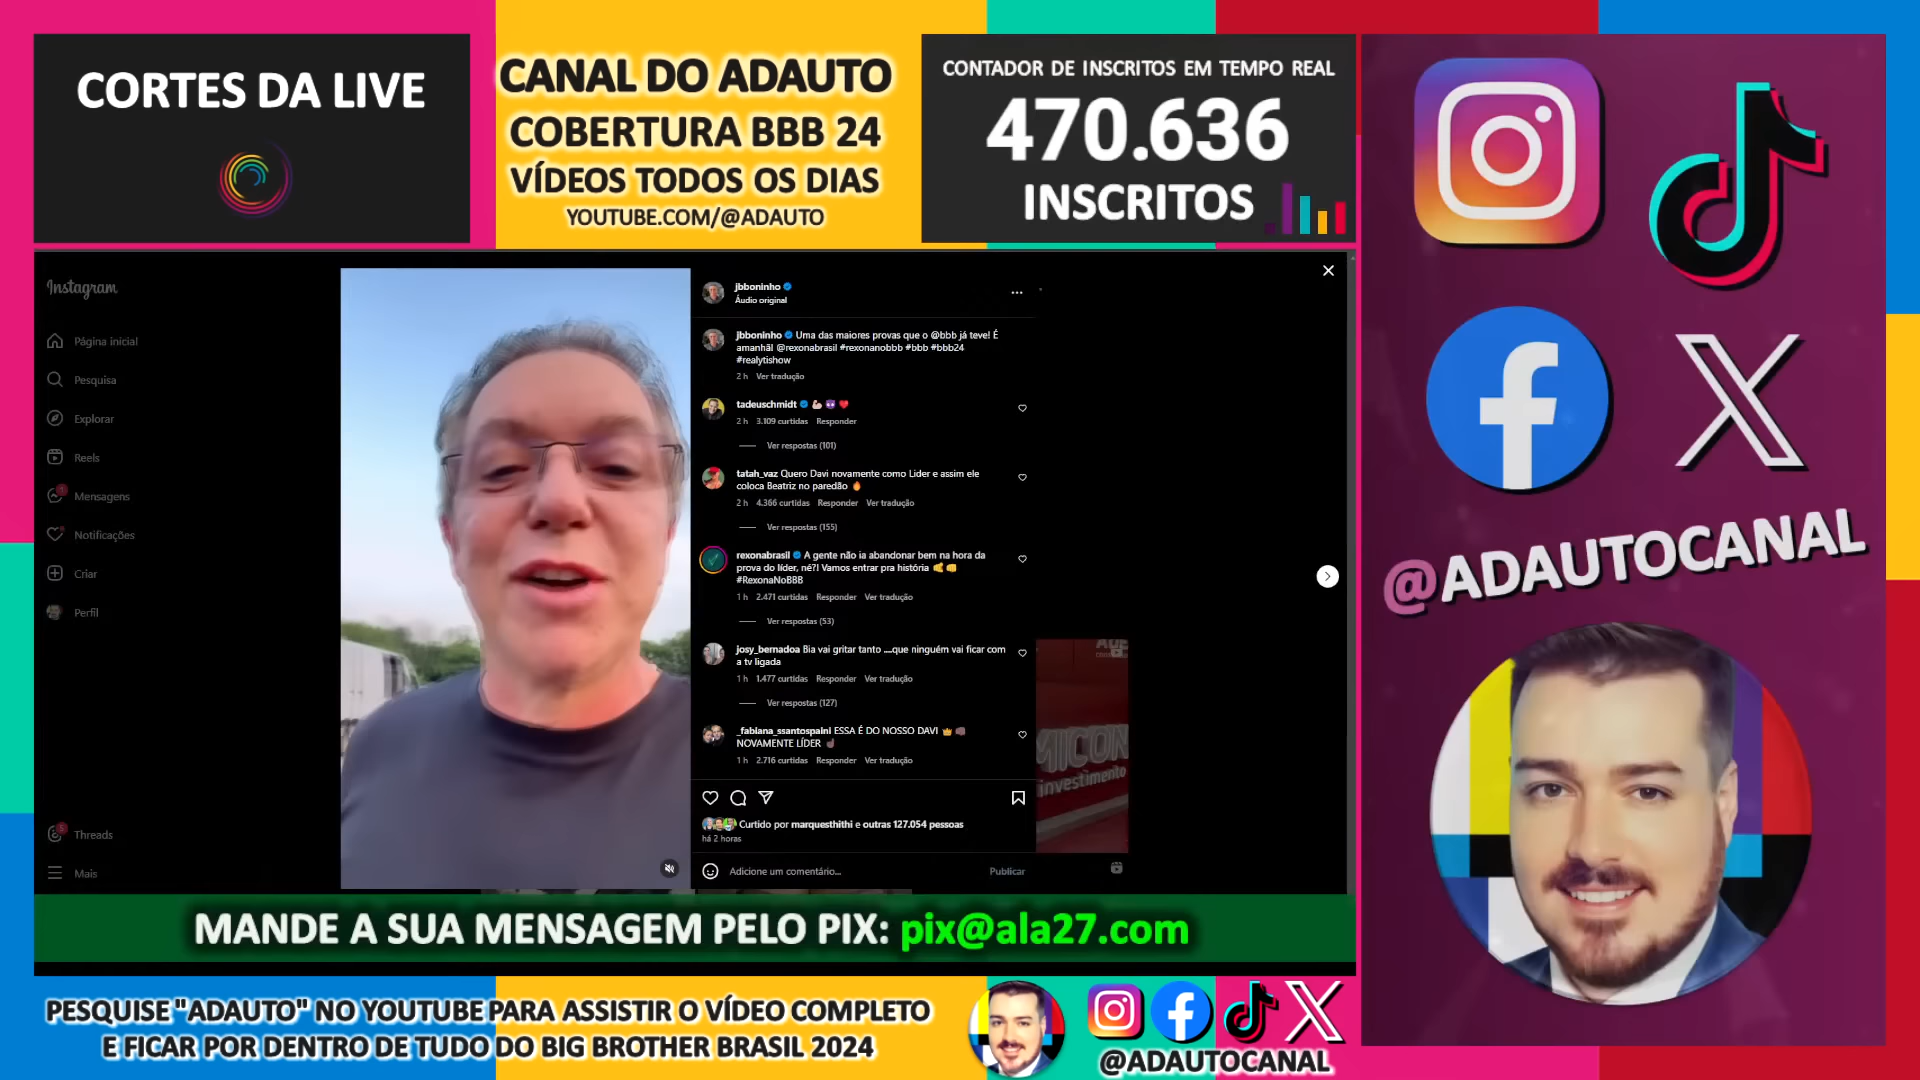 CORTES DA LIVE
CANAL DO ADAUTO
COBERTURA BBB 24
VÍDEOS TODOS OS DIAS
YOUTUBE.COM/@ADAUTO
CONTADOR DE INSCRITOS EM TEMPO REAL
470.636
INSCRITOS
Instagram
Página inicial
Pesquisa
Explorar
Reels
1
Mensagens
Notificações
Criar
Perfil
5
Threads
Mais
jbboninho
Áudio original
jbboninho Uma das maiores provas que o @bbb já teve! É
amanhã! @rexonabrasil #rexonanobbb #bbb #bbb24
#realytishow
2 h Ver tradução
tadeuschmidt 💪🏻😈❤️
2 h 3.109 curtidas Responder
Ver respostas (101)
tatah_vaz Quero Davi novamente como Lider e assim ele
coloca Beatriz no paredão 🔥
2 h 4.366 curtidas Responder Ver tradução
Ver respostas (155)
rexonabrasil A gente não ia abandonar bem na hora da
prova do líder, né?! Vamos entrar pra história 🤜🤛
#RexonaNoBBB
1 h 2.471 curtidas Responder Ver tradução
Ver respostas (53)
josy_bernadoa Bia vai gritar tanto ....que ninguém vai ficar com
a tv ligada
1 h 1.477 curtidas Responder Ver tradução
Ver respostas (127)
_fabiana_ssantospaini ESSA É DO NOSSO DAVI
NOVAMENTE LÍDER
1 h 2.716 curtidas Responder Ver tradução
Curtido por marquesthithi e outras 127.054 pessoas
há 2 horas
Adicione um comentário...
Publicar
MICON
investimento
MANDE A SUA MENSAGEM PELO PIX: pix@ala27.com
@ADAUTOCANAL
PESQUISE "ADAUTO" NO YOUTUBE PARA ASSISTIR O VÍDEO COMPLETO
E FICAR POR DENTRO DE TUDO DO BIG BROTHER BRASIL 2024
@ADAUTOCANAL